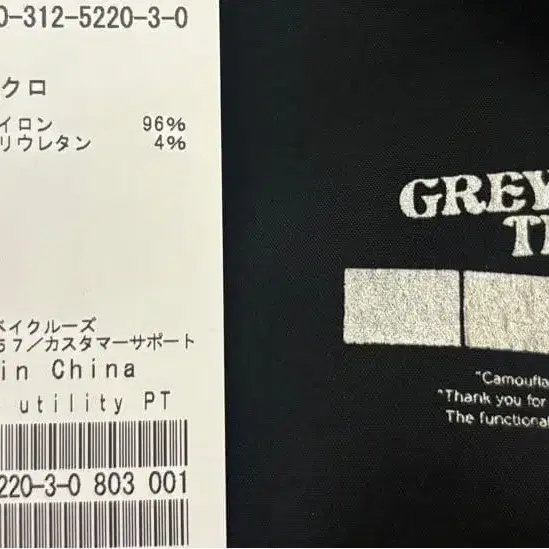 0-312-5220-3-0
クロ
イロン 96%
リウレタン 4%
ベイクルーズ
57/カスタマーサポート
in China
utility PT
220-3-0 803 001
GREW
T
"Camoufla
"Thank you for
The functional